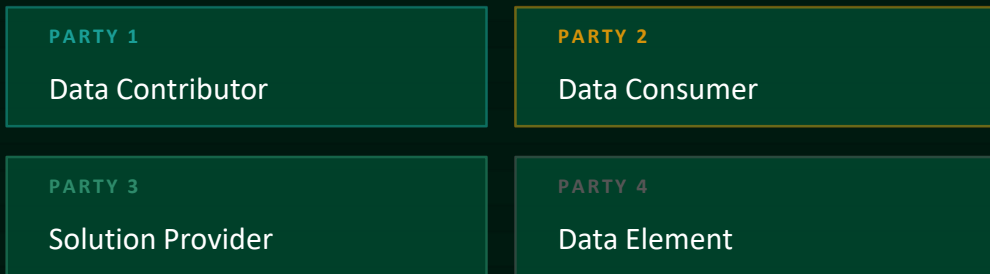 PARTY 1
Data Contributor
PARTY 2
Data Consumer
PARTY 3
Solution Provider
PARTY 4
Data Element